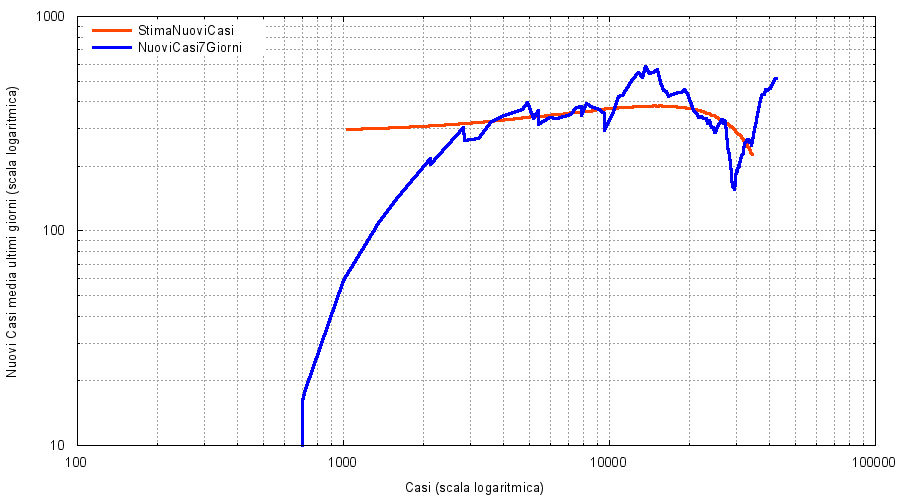 1000
StimaNuoviCasi
NuoviCasi7Giorni
Nuovi Casi media ultimi giorni (scala logaritmica)
100
10
100
1000
10000
100000
Casi (scala logaritmica)